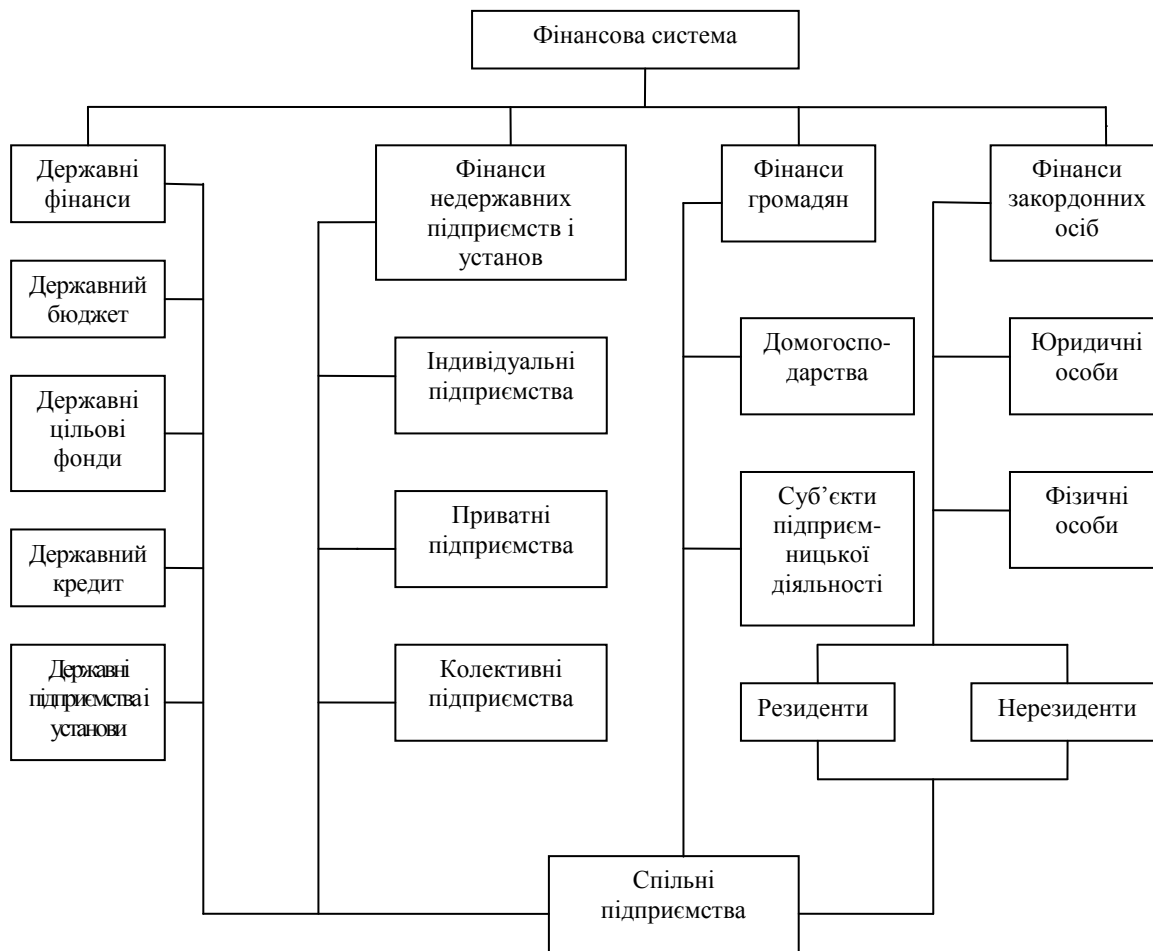 Фінансова система
Державні
фінанси
Фінанси
недержавних
підприємств і
установ
Фінанси
громадян
Фінанси
закордонних
осіб
Державний
бюджет
Індивідуальні
підприємства
Домогоспо-
дарства
Юридичні
особи
Державні
цільові
фонди
Приватні
підприємства
Суб’єкти
підприєм-
ницької
діяльності
Фізичні
особи
Державний
кредит
Державні
підприємства і
установи
Колективні
підприємства
Резиденти
Нерезиденти
Спільні
підприємства